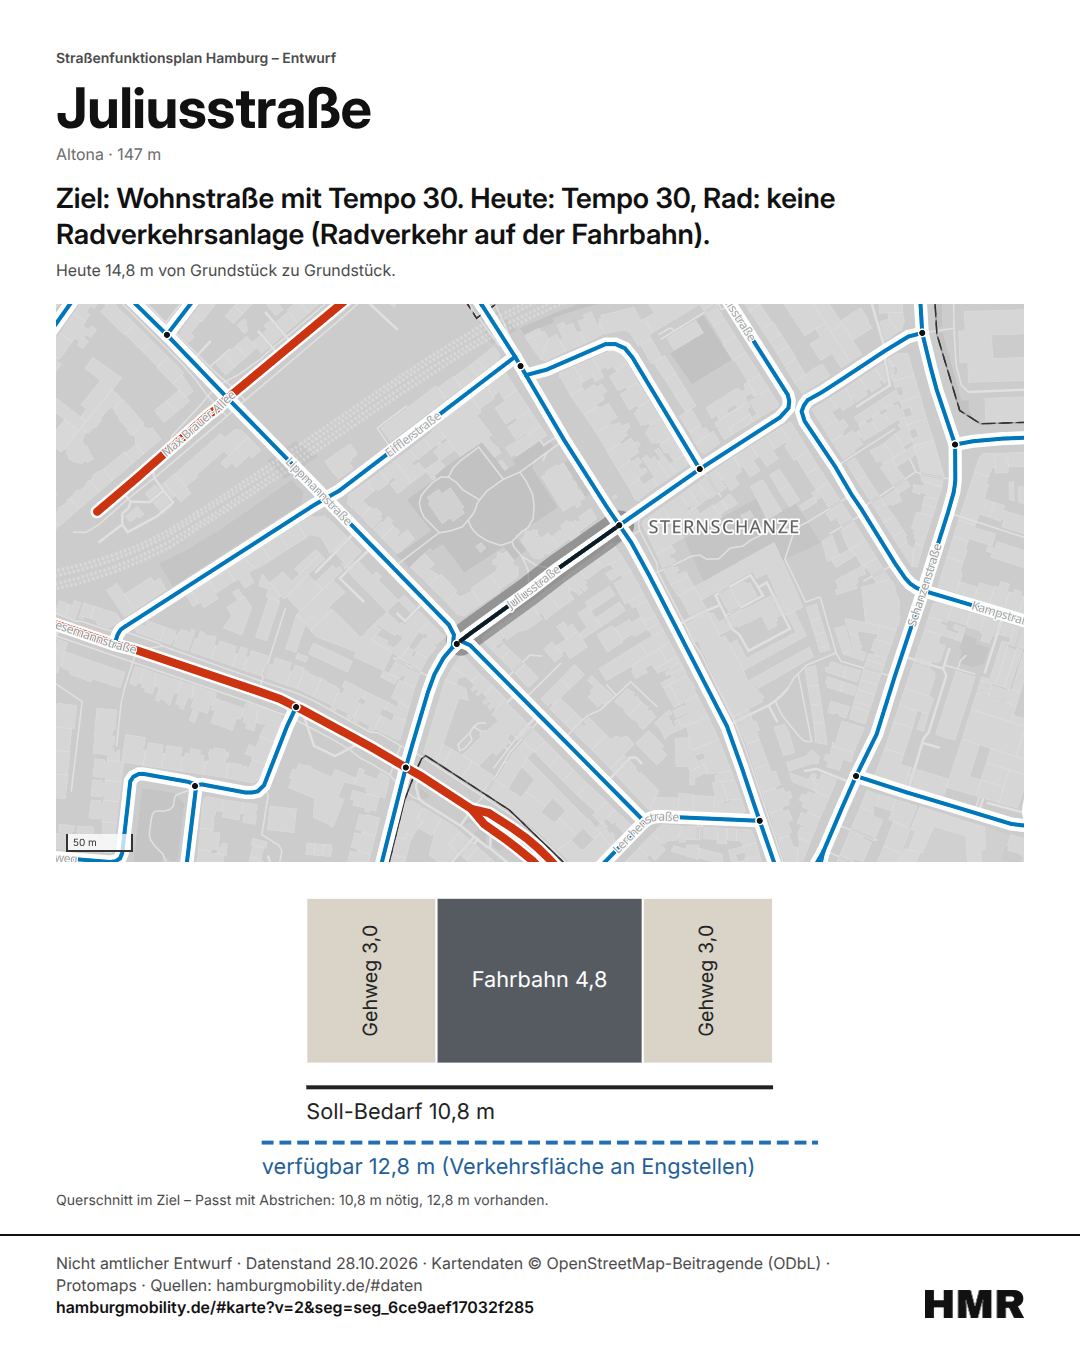 Straßenfunktionsplan Hamburg – Entwurf
Juliusstraße
Altona · 147 m
Ziel: Wohnstraße mit Tempo 30. Heute: Tempo 30, Rad: keine
Radverkehrsanlage (Radverkehr auf der Fahrbahn).
Heute 14,8 m von Grundstück zu Grundstück.
sstraße
Max-Brauer-Allee
Eifflerstraße
Lippmannstraße
STERNSCHANZE
Juliusstraße
Schanzenstraße
Kampstraß
esemannstraße
Lerchenstraße
50 m
weg
Gehweg 3,0
Fahrbahn 4,8
Gehweg 3,0
Soll-Bedarf 10,8 m
verfügbar 12,8 m (Verkehrsfläche an Engstellen)
Querschnitt im Ziel – Passt mit Abstrichen: 10,8 m nötig, 12,8 m vorhanden.
Nicht amtlicher Entwurf · Datenstand 28.10.2026 · Kartendaten © OpenStreetMap-Beitragende (ODbL) ·
Protomaps · Quellen: hamburgmobility.de/#daten
hamburgmobility.de/#karte?v=2&seg=seg_6ce9aef17032f285
HMR